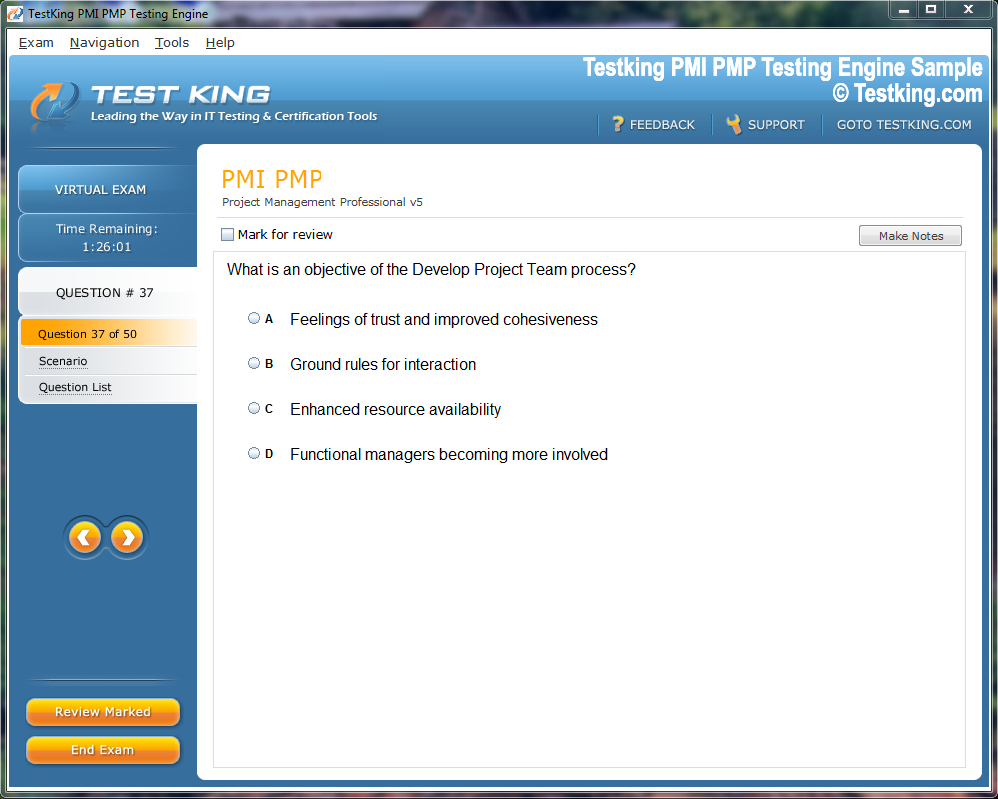 TestKing PMI PMP Testing Engine
Exam Navigation Tools Help
Testking PMI PMP Testing Engine Sample
© Testking.com
TEST KING
Leading the Way in IT Testing & Certification Tools
FEEDBACK SUPPORT GOTO TESTKING.COM
VIRTUAL EXAM
Time Remaining:
1:26:01
QUESTION # 37
Question 37 of 50
Scenario
Question List
Review Marked
End Exam
PMI PMP
Project Management Professional v5
Mark for review
Make Notes
What is an objective of the Develop Project Team process?
A Feelings of trust and improved cohesiveness
B Ground rules for interaction
C Enhanced resource availability
D Functional managers becoming more involved